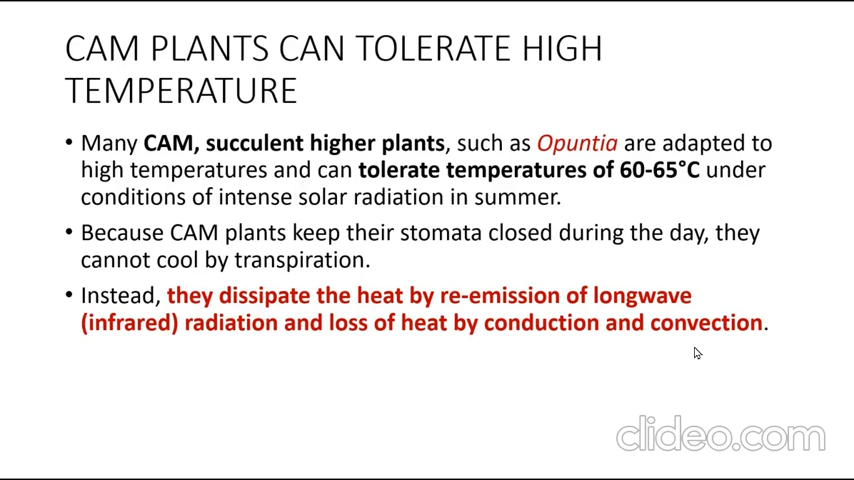 CAM PLANTS CAN TOLERATE HIGH
TEMPERATURE
• Many CAM, succulent higher plants, such as Opuntia are adapted to
high temperatures and can tolerate temperatures of 60-65°C under
conditions of intense solar radiation in summer.
• Because CAM plants keep their stomata closed during the day, they
cannot cool by transpiration.
• Instead, they dissipate the heat by re-emission of longwave
(infrared) radiation and loss of heat by conduction and convection.
clideo.com